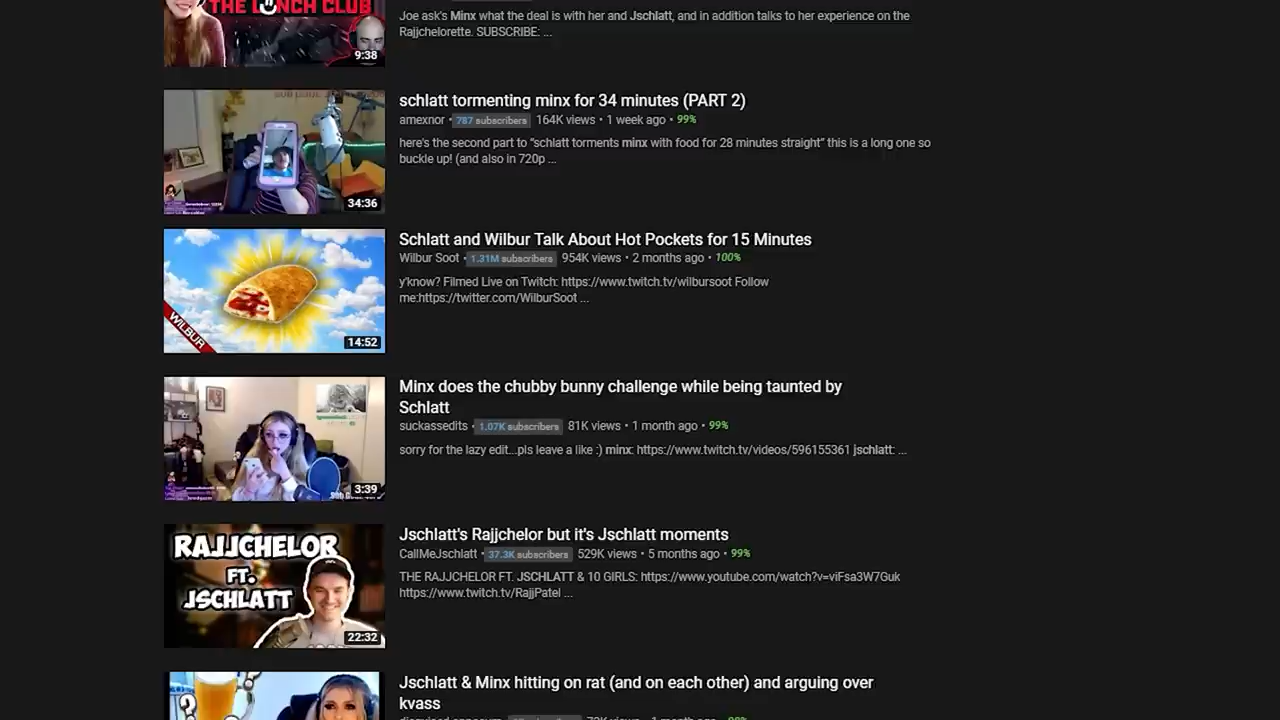 THE LUNCH CLUB
9:38
Joe ask's Minx what the deal is with her and Jschlatt, and in addition talks to her experience on the
Rajjchelorette. SUBSCRIBE: ...
34:36
schlatt tormenting minx for 34 minutes (PART 2)
amexnor • 787 subscribers 164K views • 1 week ago • 99%
here's the second part to "schlatt torments minx with food for 28 minutes straight" this is a long one so
buckle up! (and also in 720p ...
WILBUR
14:52
Schlatt and Wilbur Talk About Hot Pockets for 15 Minutes
Wilbur Soot • 1.31M subscribers 954K views • 2 months ago • 100%
y'know? Filmed Live on Twitch: https://www.twitch.tv/wilbursoot Follow
me:https://twitter.com/WilburSoot ...
3:39
Minx does the chubby bunny challenge while being taunted by
Schlatt
suckassedits • 1.07K subscribers 81K views • 1 month ago • 99%
sorry for the lazy edit...pls leave a like :) minx: https://www.twitch.tv/videos/596155361 jschlatt: ...
RAJJCHELOR
FT.
JSCHLATT
22:32
Jschlatt's Rajjchelor but it's Jschlatt moments
CallMeJschlatt • 37.3K subscribers 529K views • 5 months ago • 99%
THE RAJJCHELOR FT. JSCHLATT & 10 GIRLS: https://www.youtube.com/watch?v=viFsa3W7Guk
https://www.twitch.tv/RajjPatel ...
Jschlatt & Minx hitting on rat (and on each other) and arguing over
kvass